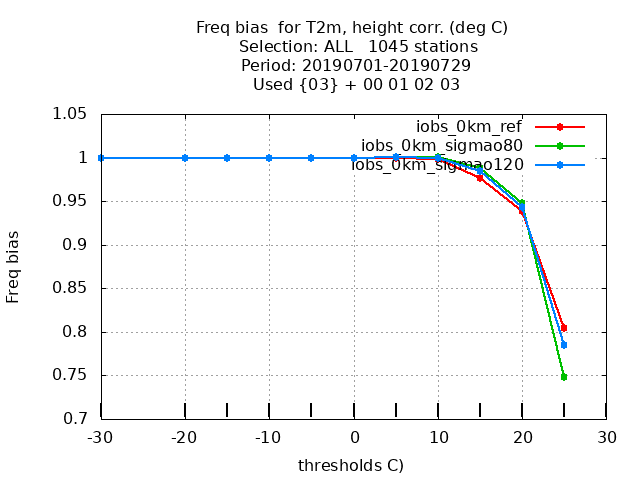 Freq bias  for T2m, height corr. (deg C)
Selection: ALL   1045 stations
Period: 20190701-20190729
Used {03} + 00 01 02 03
iobs_0km_ref
iobs_0km_sigmao80
iobs_0km_sigmao120
1.05
1
0.95
0.9
0.85
0.8
0.75
0.7
Freq bias
-30
-20
-10
0
10
20
30
thresholds C)